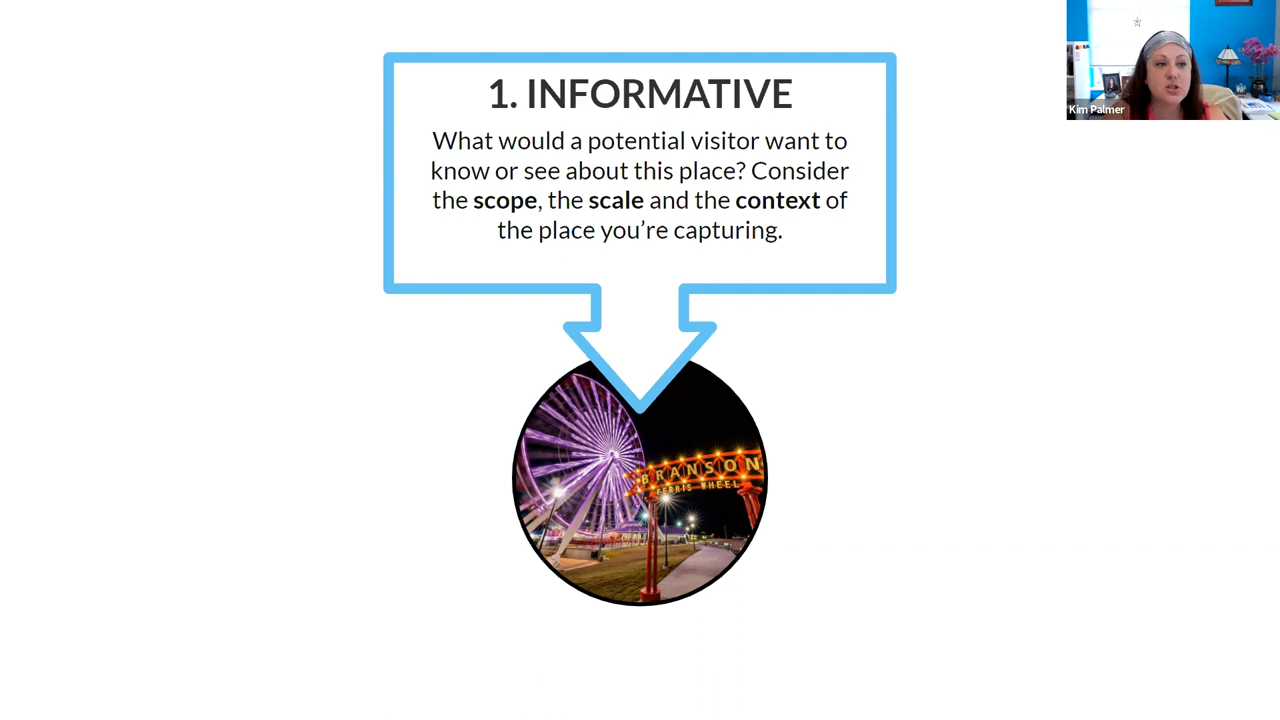 1. INFORMATIVE
What would a potential visitor want to
know or see about this place? Consider
the scope, the scale and the context of
the place you’re capturing.
Kim Palmer
BRANSON
FERRIS WHEEL